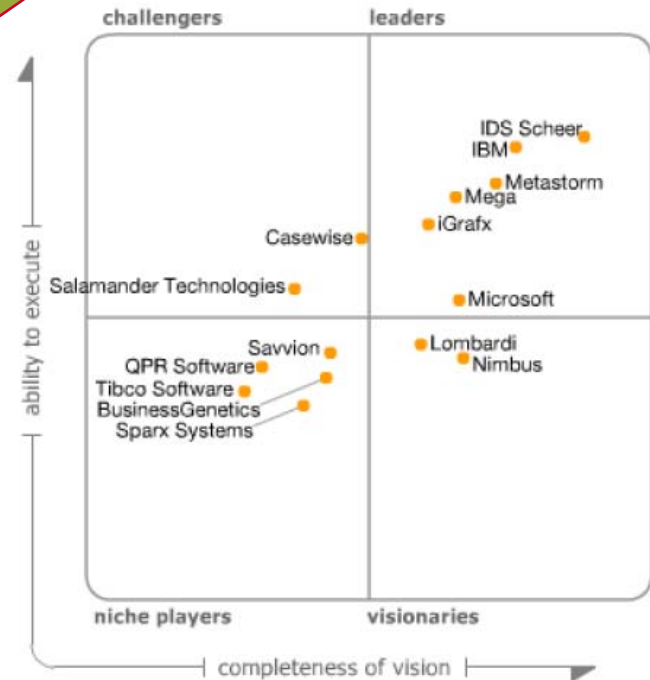 challengers
leaders
IDS Scheer
IBM
Metastorm
Mega
iGrafx
Casewise
Salamander Technologies
Microsoft
Savvion
Lombardi
QPR Software
Nimbus
Tibco Software
BusinessGenetics
Sparx Systems
ability to execute
niche players
visionaries
completeness of vision